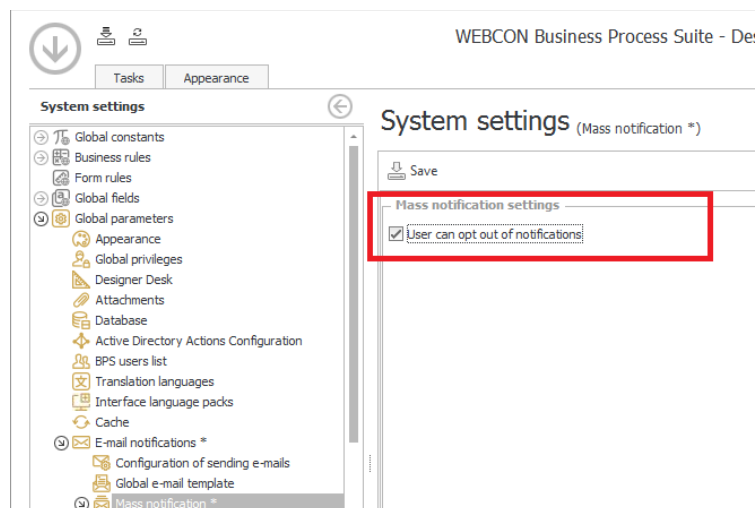 WEBCON Business Process Suite - Des
Tasks
Appearance
System settings
Global constants
Business rules
Form rules
Global fields
Global parameters
Appearance
Global privileges
Designer Desk
Attachments
Database
Active Directory Actions Configuration
BPS users list
Translation languages
Interface language packs
Cache
E-mail notifications *
Configuration of sending e-mails
Global e-mail template
Mass notification *
System settings (Mass notification *)
Save
Mass notification settings
User can opt out of notifications